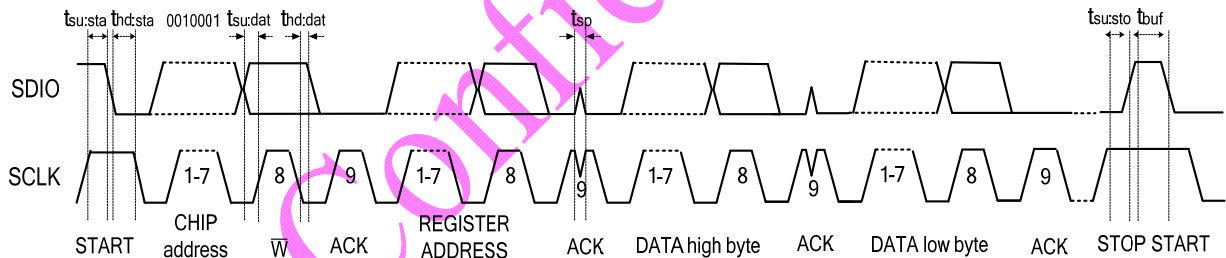 tsu:sta thd:sta 0010001 tsu:dat thd:dat tsp tsu:sto tbuf
SDIO
SCLK 1-7 8 9 1-7 8 9 1-7 8 9 1-7 8 9
START CHIP address W ACK REGISTER ADDRESS ACK DATA high byte ACK DATA low byte ACK STOP START